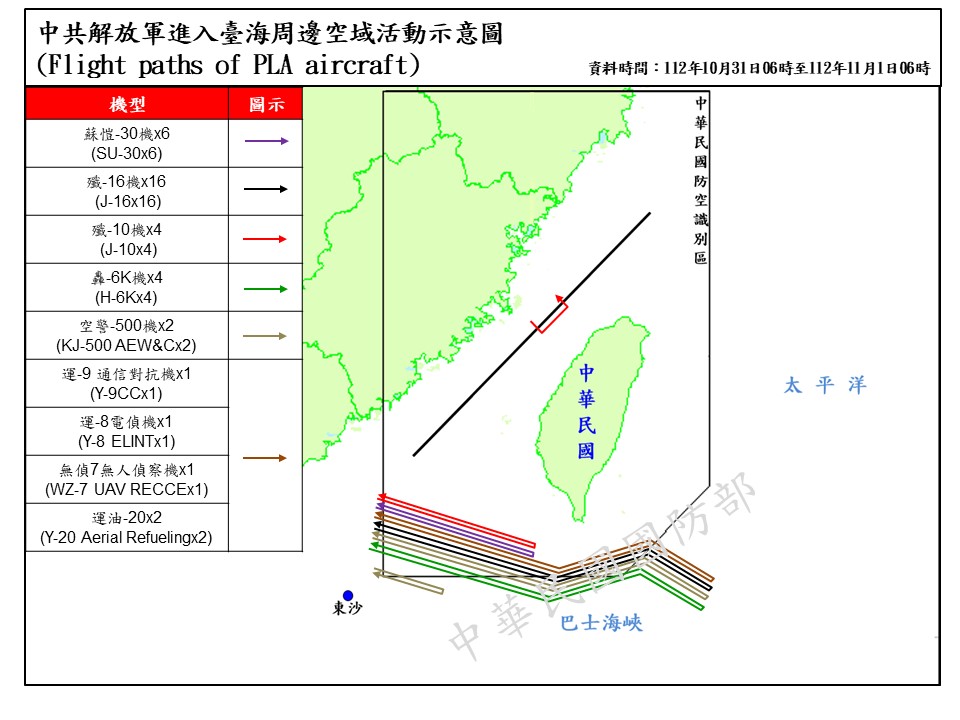 中共解放軍進入臺海周邊空域活動示意圖
(Flight paths of PLA aircraft)
資料時間：112年10月31日06時至112年11月1日06時
機型
圖示
蘇愷-30機x6
(SU-30x6)
殲-16機x16
(J-16x16)
殲-10機x4
(J-10x4)
轟-6K機x4
(H-6Kx4)
空警-500機x2
(KJ-500 AEW&Cx2)
運-9 通信對抗機x1
(Y-9CCx1)
運-8電偵機x1
(Y-8 ELINTx1)
無偵7無人偵察機x1
(WZ-7 UAV RECCEx1)
運油-20x2
(Y-20 Aerial Refuelingx2)
中華民國防空識別區
中華民國
太平洋
東沙
巴士海峽
中華民國國防部